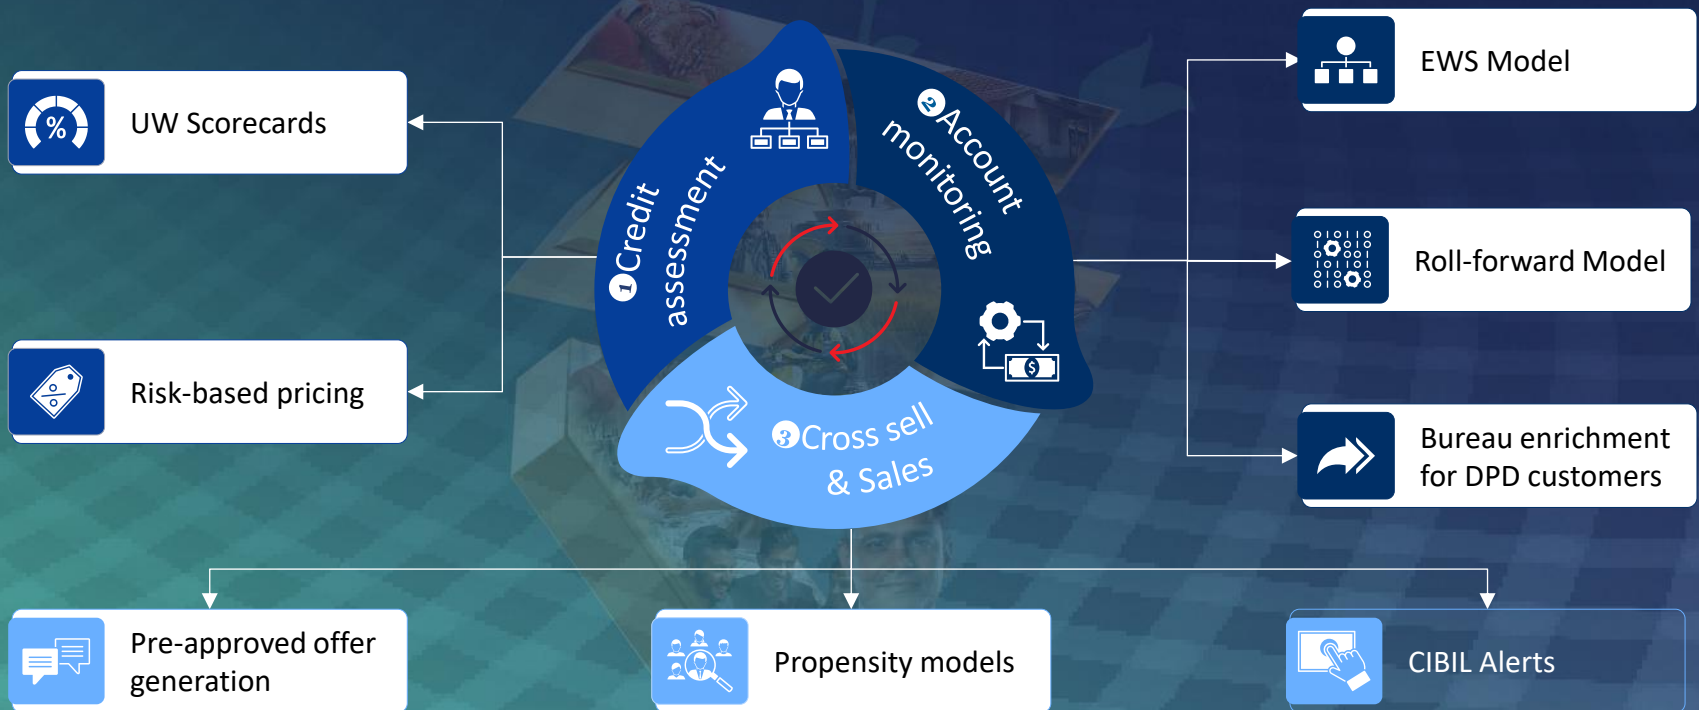 UW Scorecards
Risk-based pricing
1 Credit
assessment
2 Account
monitoring
3 Cross sell
& Sales
EWS Model
Roll-forward Model
Bureau enrichment
for DPD customers
Pre-approved offer
generation
Propensity models
CIBIL Alerts